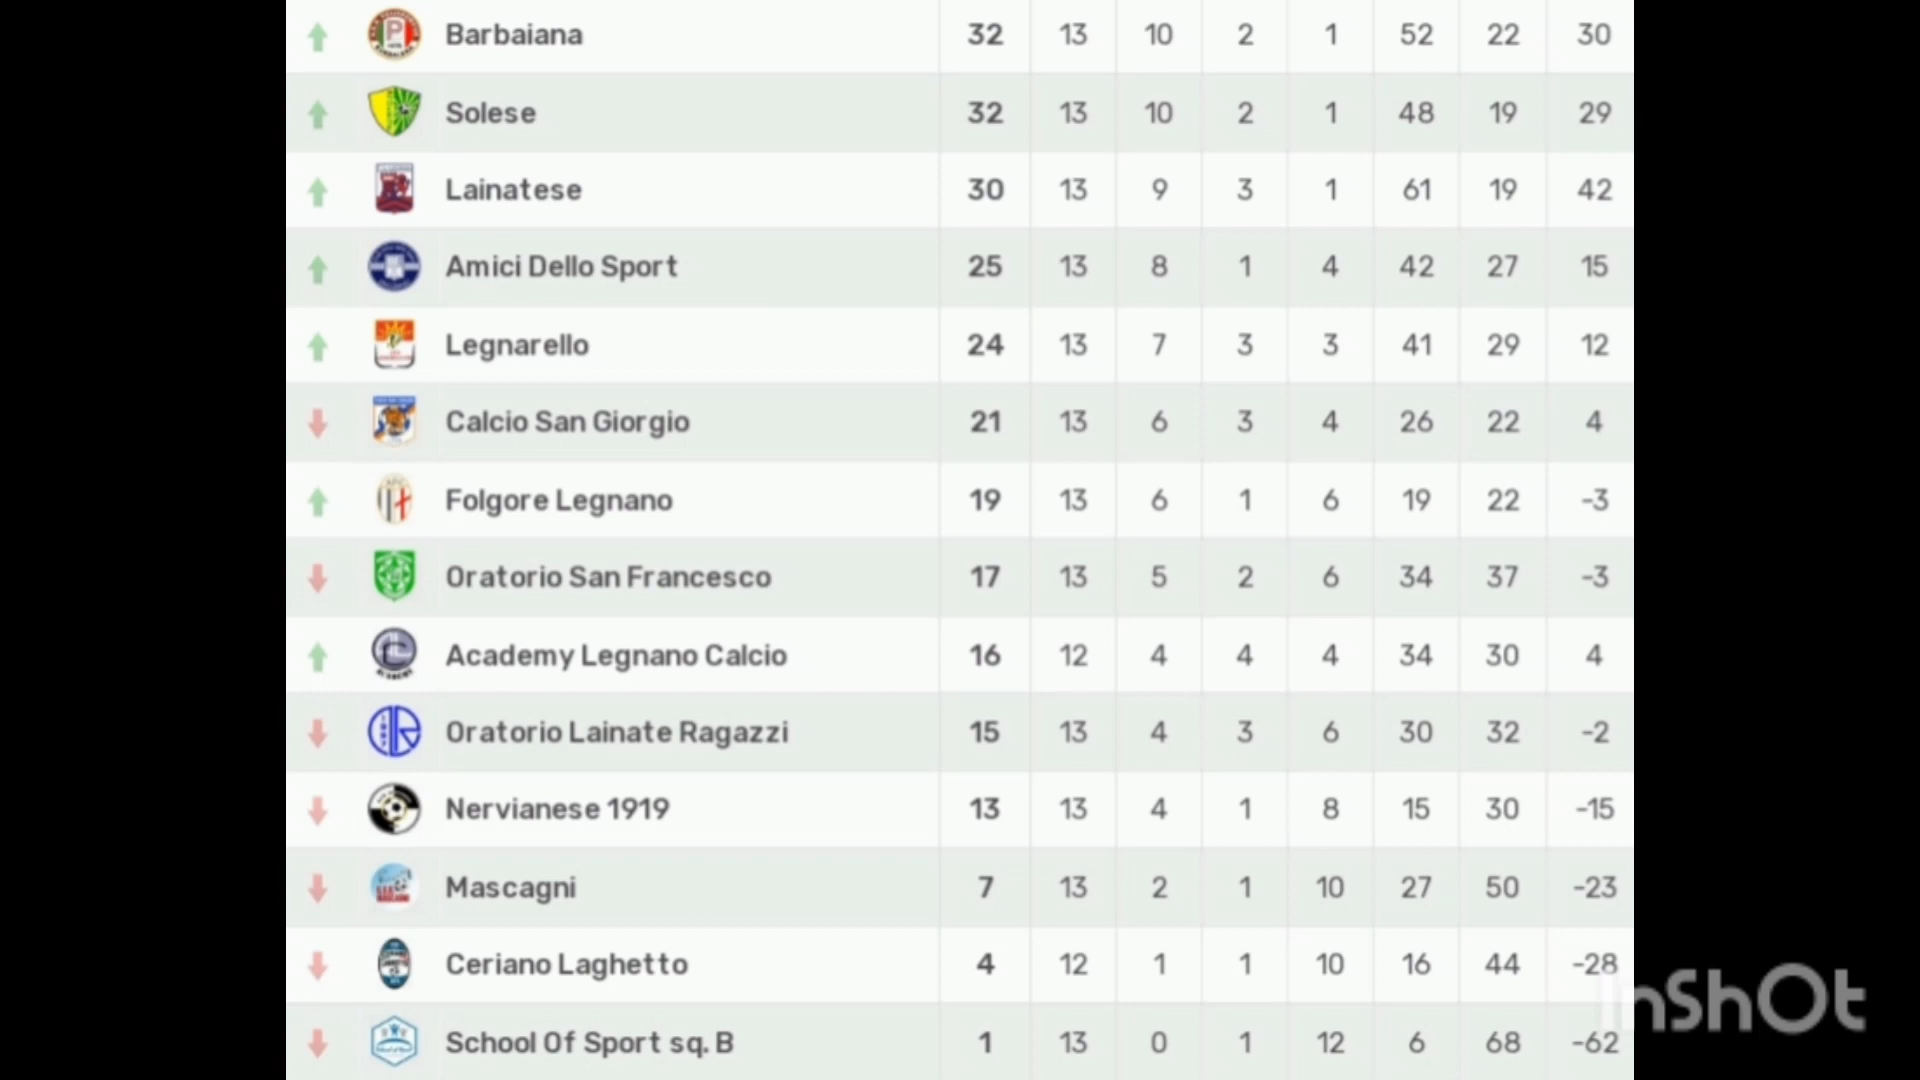 Barbaiana 32 13 10 2 1 52 22 30
Solese 32 13 10 2 1 48 19 29
Lainatese 30 13 9 3 1 61 19 42
Amici Dello Sport 25 13 8 1 4 42 27 15
Legnarello 24 13 7 3 3 41 29 12
Calcio San Giorgio 21 13 6 3 4 26 22 4
Folgore Legnano 19 13 6 1 6 19 22 -3
Oratorio San Francesco 17 13 5 2 6 34 37 -3
Academy Legnano Calcio 16 12 4 4 4 34 30 4
Oratorio Lainate Ragazzi 15 13 4 3 6 30 32 -2
Nervianese 1919 13 13 4 1 8 15 30 -15
Mascagni 7 13 2 1 10 27 50 -23
Ceriano Laghetto 4 12 1 1 10 16 44 -28
School Of Sport sq. B 1 13 0 1 12 6 68 -62
InShOt